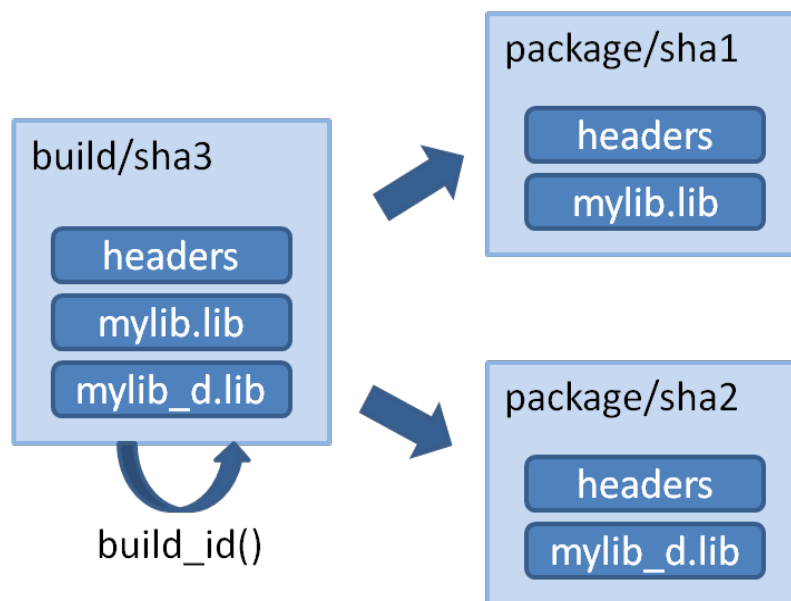 build/sha3
headers
mylib.lib
mylib_d.lib
build_id()
package/sha1
headers
mylib.lib
package/sha2
headers
mylib_d.lib